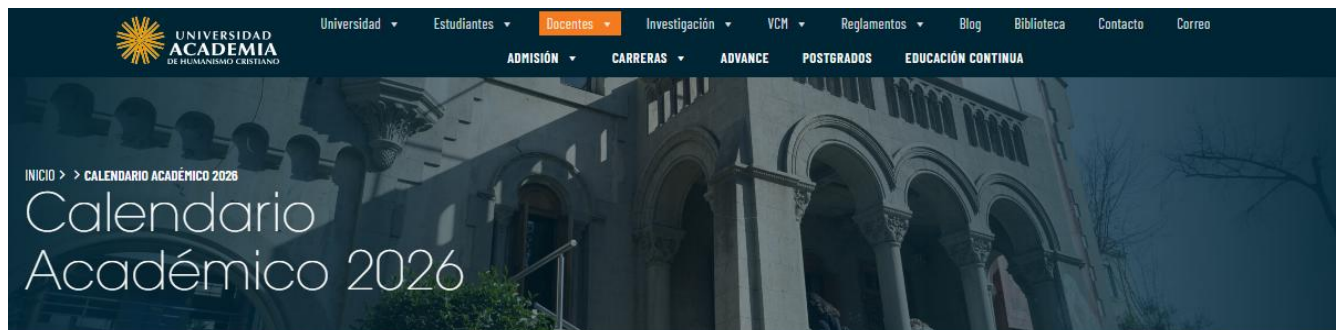 UNIVERSIDAD
ACADEMIA
DE HUMANISMO CRISTIANO
Universidad Estudiantes Docentes Investigación VCM Reglamentos Blog Biblioteca Contacto Correo
ADMISIÓN CARRERAS ADVANCE POSTGRADOS EDUCACIÓN CONTINUA
INICIO > > CALENDARIO ACADÉMICO 2026
Calendario
Académico 2026